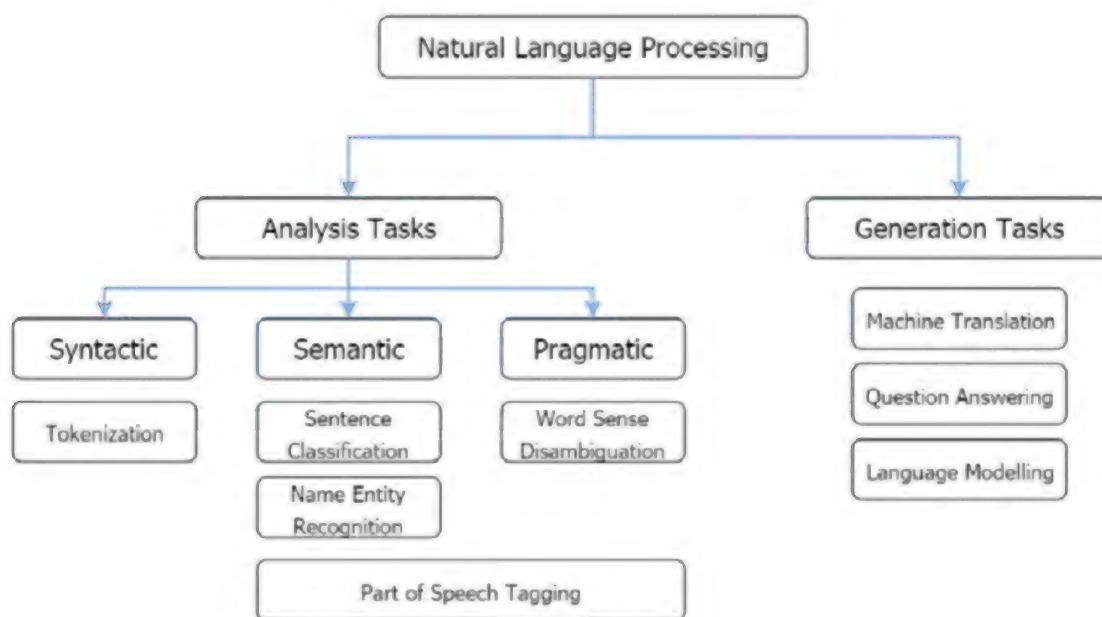 Natural Language Processing
Analysis Tasks
Generation Tasks
Syntactic
Semantic
Pragmatic
Tokenization
Sentence
Classification
Name Entity
Recognition
Word Sense
Disambiguation
Part of Speech Tagging
Machine Translation
Question Answering
Language Modelling